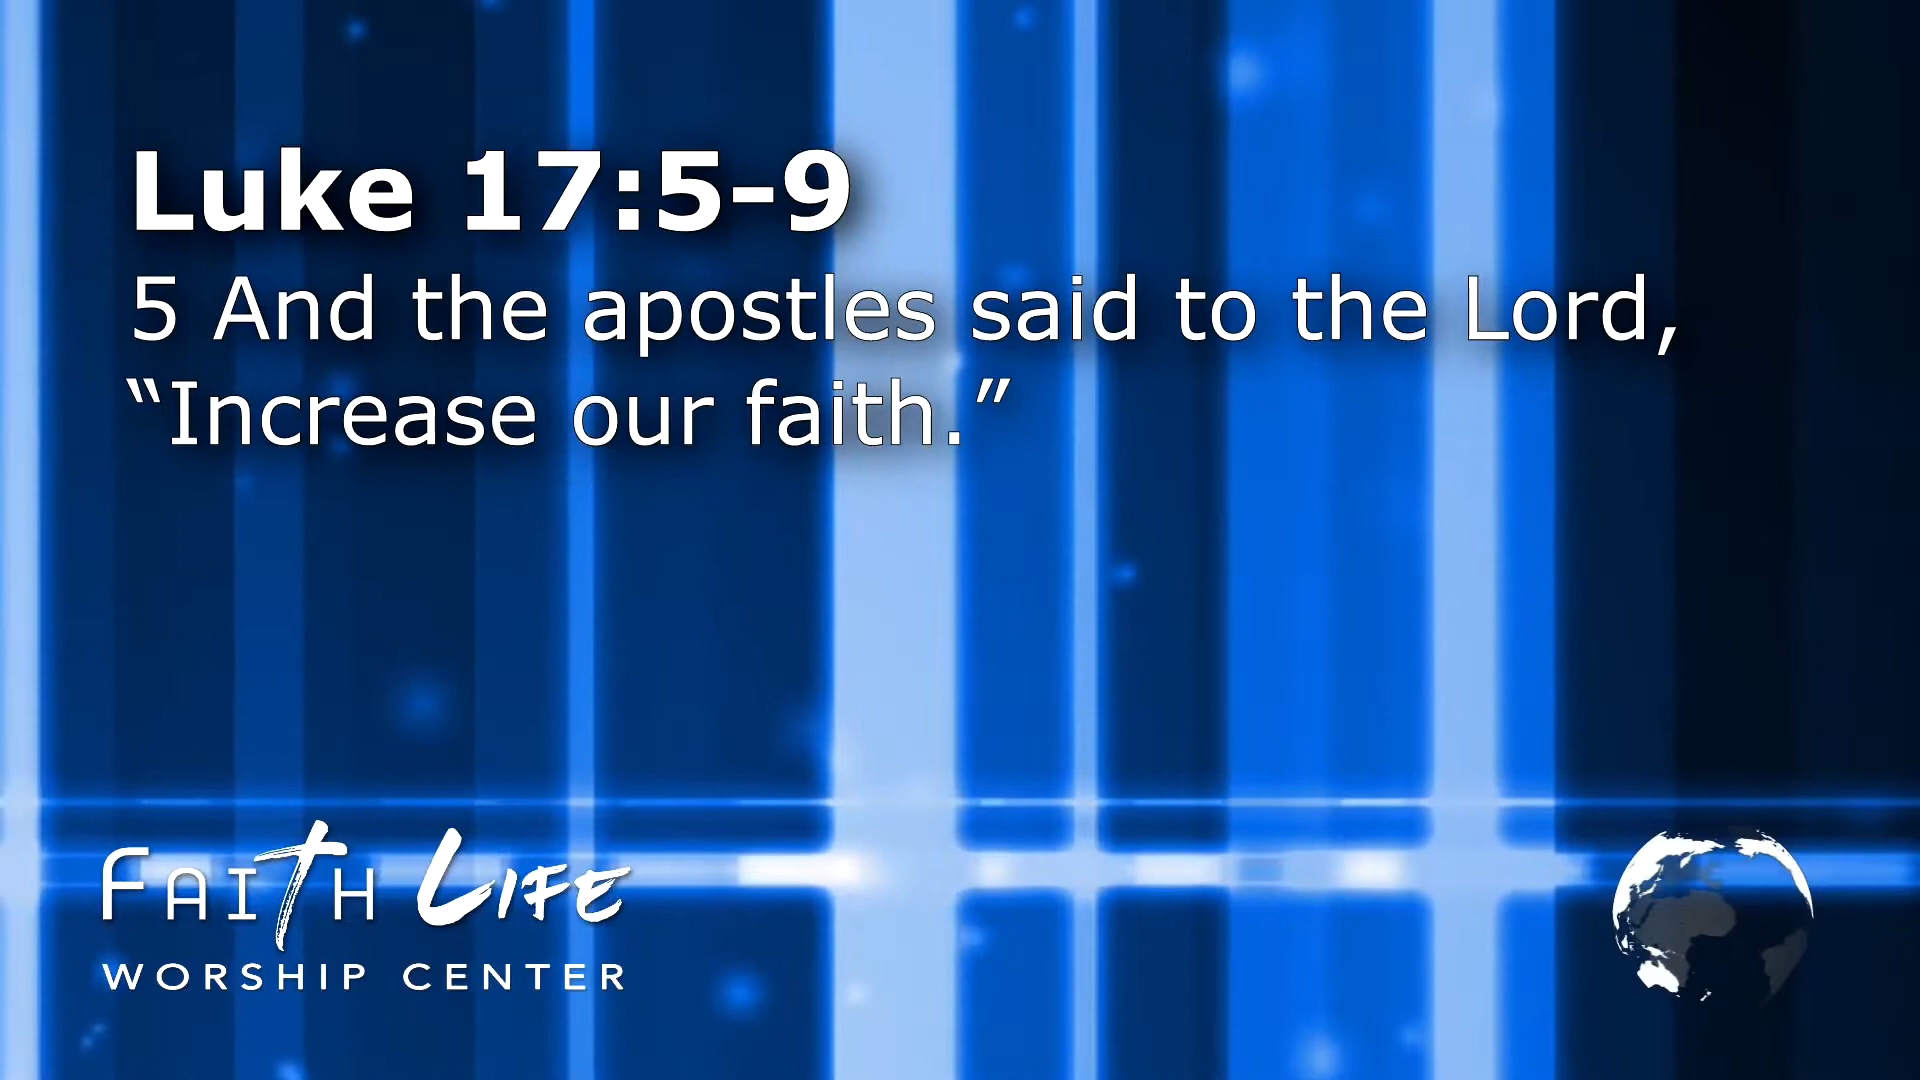 Luke 17:5-9
5 And the apostles said to the Lord,
“Increase our faith.”
FAITH LIFE
WORSHIP CENTER